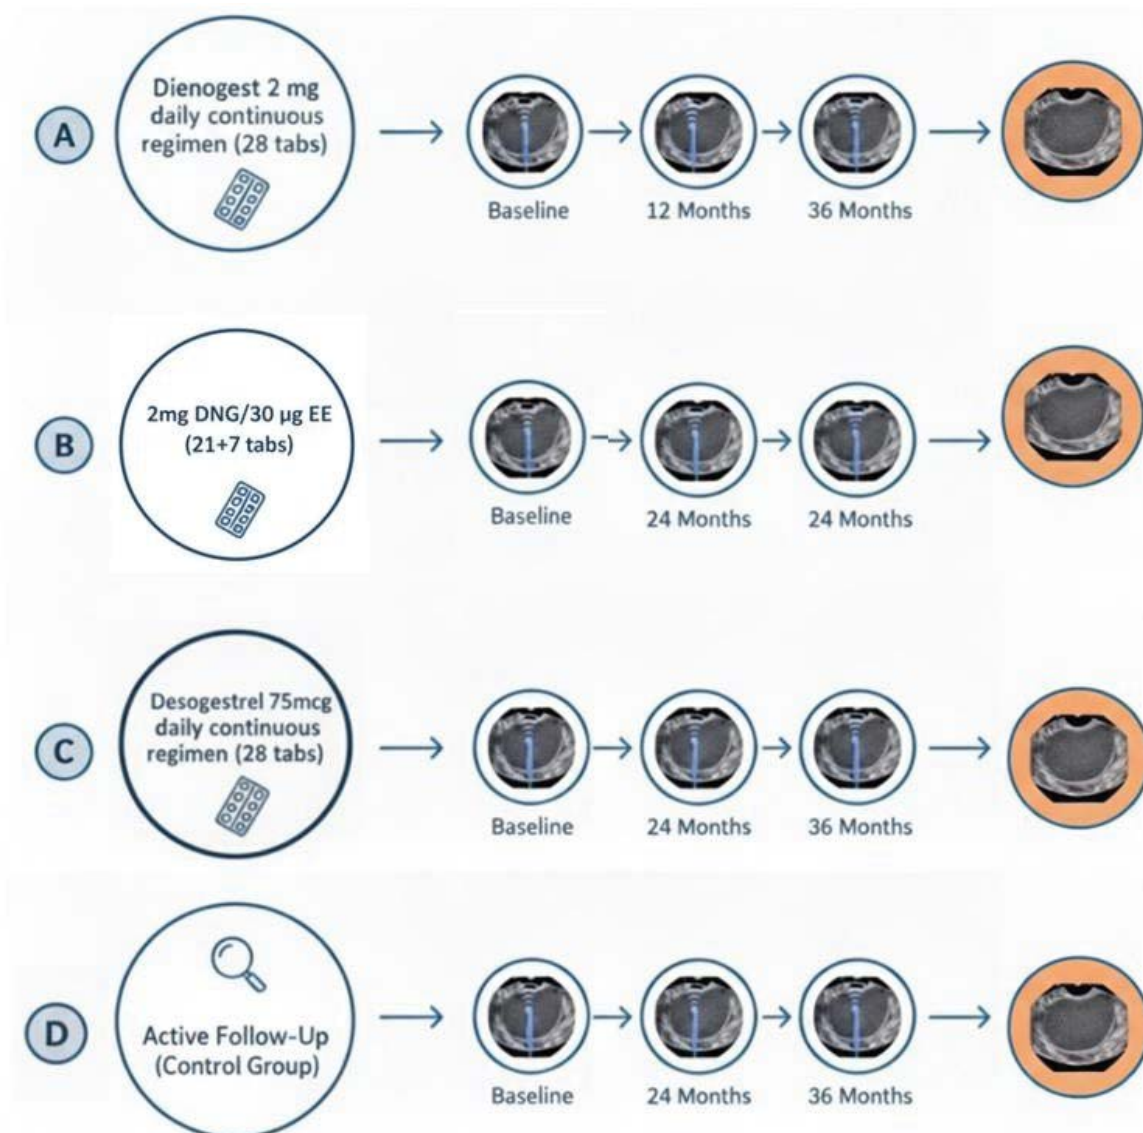 A
Dienogest 2 mg
daily continuous
regimen (28 tabs)
Baseline
12 Months
36 Months
B
2mg DNG/30 µg EE
(21+7 tabs)
Baseline
24 Months
24 Months
C
Desogestrel 75mcg
daily continuous
regimen (28 tabs)
Baseline
24 Months
36 Months
D
Active Follow-Up
(Control Group)
Baseline
24 Months
36 Months